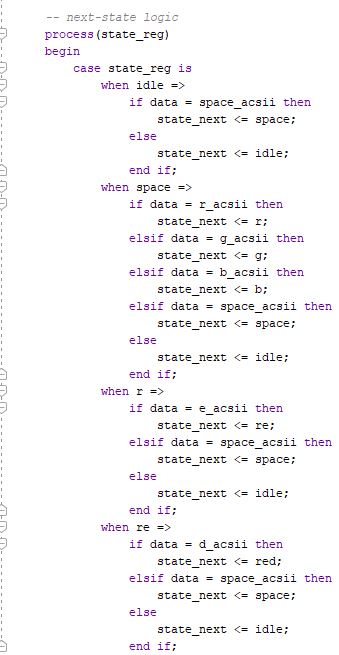 -- next-state logic
process(state_reg)
begin
case state_reg is
when idle =>
if data = space_acsii then
state_next <= space;
else
state_next <= idle;
end if;
when space =>
if data = r_acsii then
state_next <= r;
elsif data = g_acsii then
state_next <= g;
elsif data = b_acsii then
state_next <= b;
elsif data = space_acsii then
state_next <= space;
else
state_next <= idle;
end if;
when r =>
if data = e_acsii then
state_next <= re;
elsif data = space_acsii then
state_next <= space;
else
state_next <= idle;
end if;
when re =>
if data = d_acsii then
state_next <= red;
elsif data = space_acsii then
state_next <= space;
else
state_next <= idle;
end if;